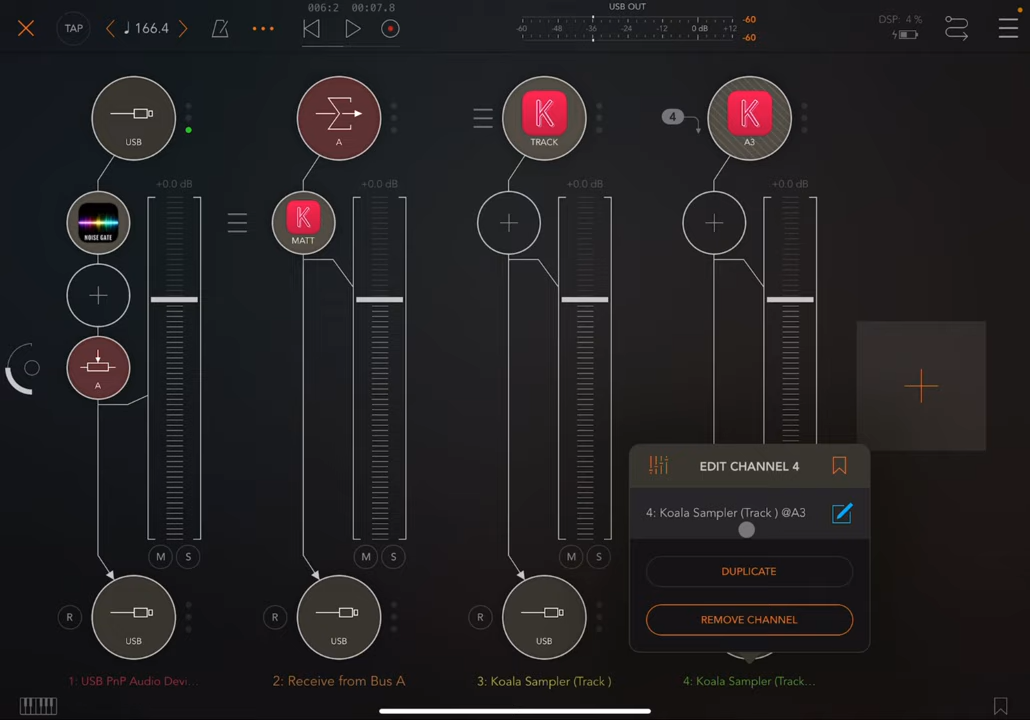 006:2 00:07.8
USB OUT
TAP
166.4
-60 -48 -36 -24 -12 0 dB +12
-60
-60
DSP: 4 %
USB
A
K
TRACK
4
K
A3
+0.0 dB
+0.0 dB
+0.0 dB
+0.0 dB
NOISE GATE
K
MATT
A
EDIT CHANNEL 4
4: Koala Sampler (Track ) @A3
DUPLICATE
REMOVE CHANNEL
M S
M S
M S
R
USB
R
USB
R
USB
1: USB PnP Audio Devi...
2: Receive from Bus A
3: Koala Sampler (Track )
4: Koala Sampler (Track...